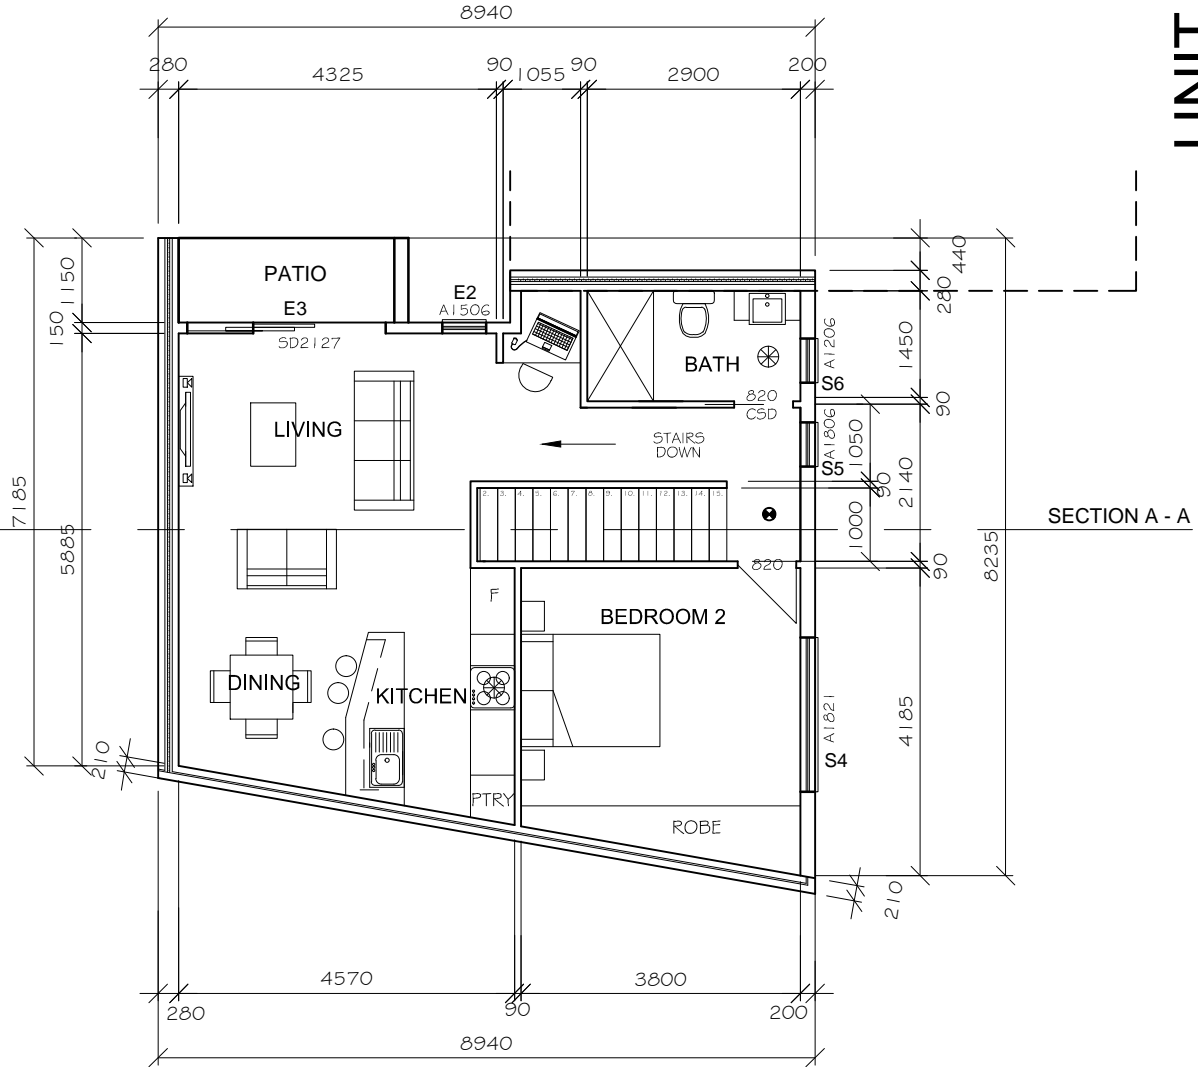 8940
280
4325
90
1055
90
2900
200
UNIT
PATIO
E3
SD2127
E2
A1506
440
280
1150
150
BATH
820
CSD
A1206
S6
1450
90
LIVING
STAIRS
DOWN
A1806
S5
1050
90
2140
1000
7185
5885
2. 3. 4. 5. 6. 7. 8. 9. 10. 11. 12. 13. 14. 15.
SECTION A - A
8235
820
90
F
BEDROOM 2
DINING
KITCHEN
A1821
S4
4185
210
PTRY
ROBE
210
4570
3800
280
90
200
8940